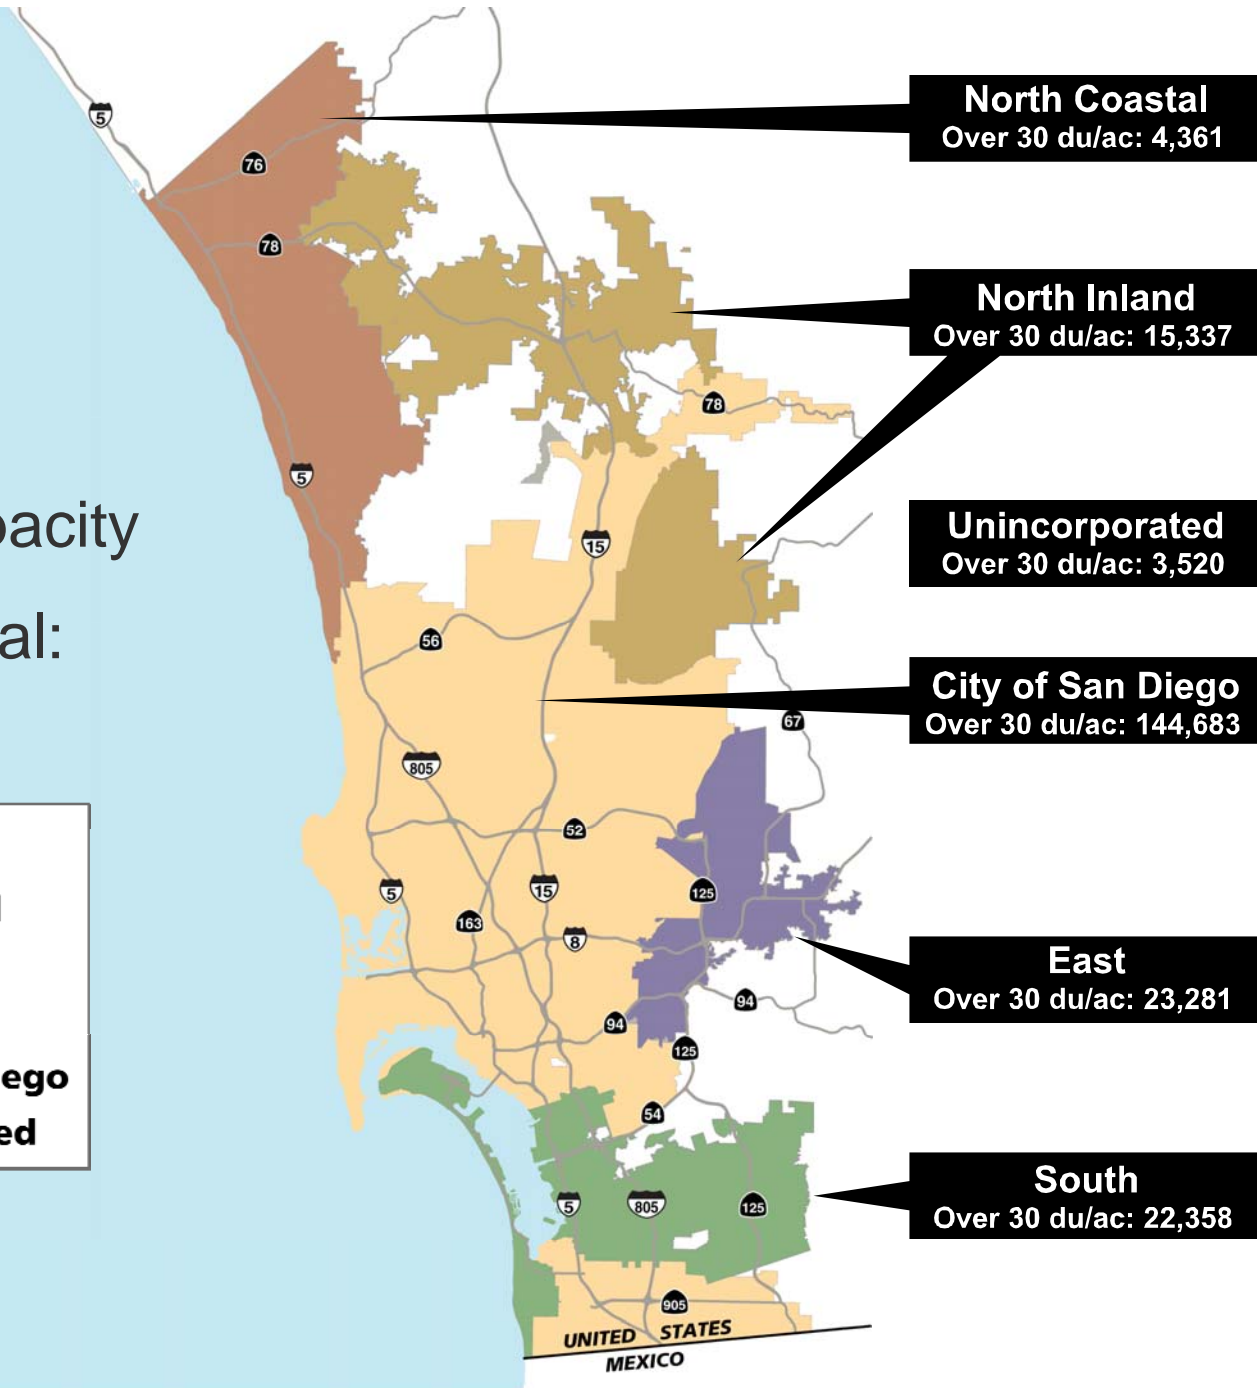 North Coastal
Over 30 du/ac: 4,361
5
76
78
North Inland
Over 30 du/ac: 15,337
78
5
pacity
15
Unincorporated
Over 30 du/ac: 3,520
al:
56
City of San Diego
Over 30 du/ac: 144,683
67
805
52
5
15
125
163
8
East
Over 30 du/ac: 23,281
94
94
125
ego
ed
54
South
Over 30 du/ac: 22,358
5
805
125
905
UNITED STATES
MEXICO